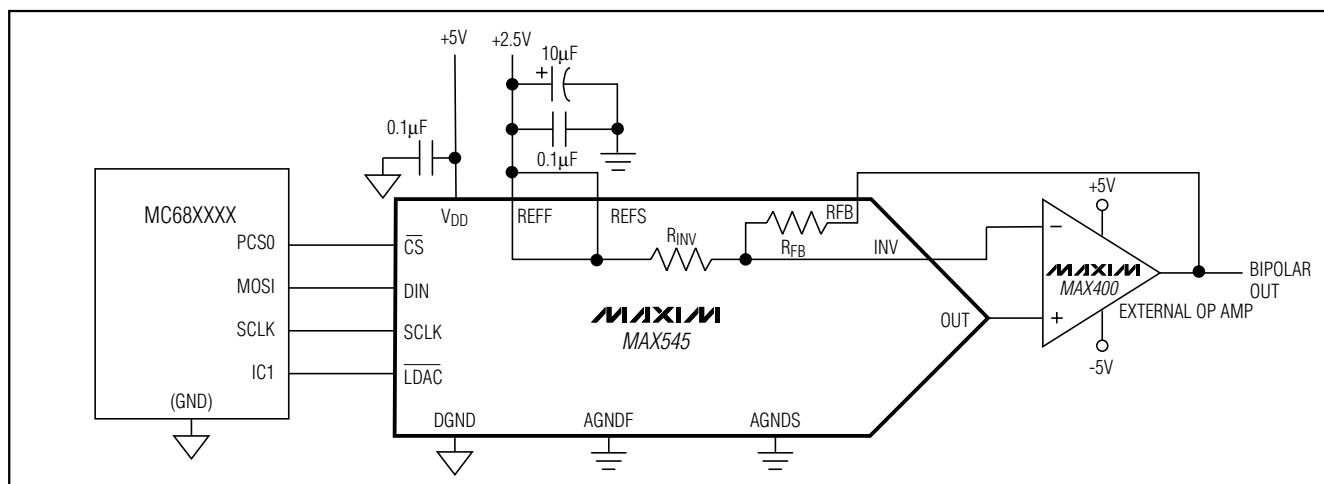 +5V
+2.5V
10µF
+
0.1µF
0.1µF
MC68XXXX
PCS0
MOSI
SCLK
IC1
(GND)
VDD
REFF
REFS
RFB
RINV
RFB
INV
CS
DIN
SCLK
LDAC
MAXIM
MAX545
OUT
DGND
AGNDF
AGNDS
+5V
−
MAXIM
MAX400
EXTERNAL OP AMP
+
-5V
BIPOLAR
OUT